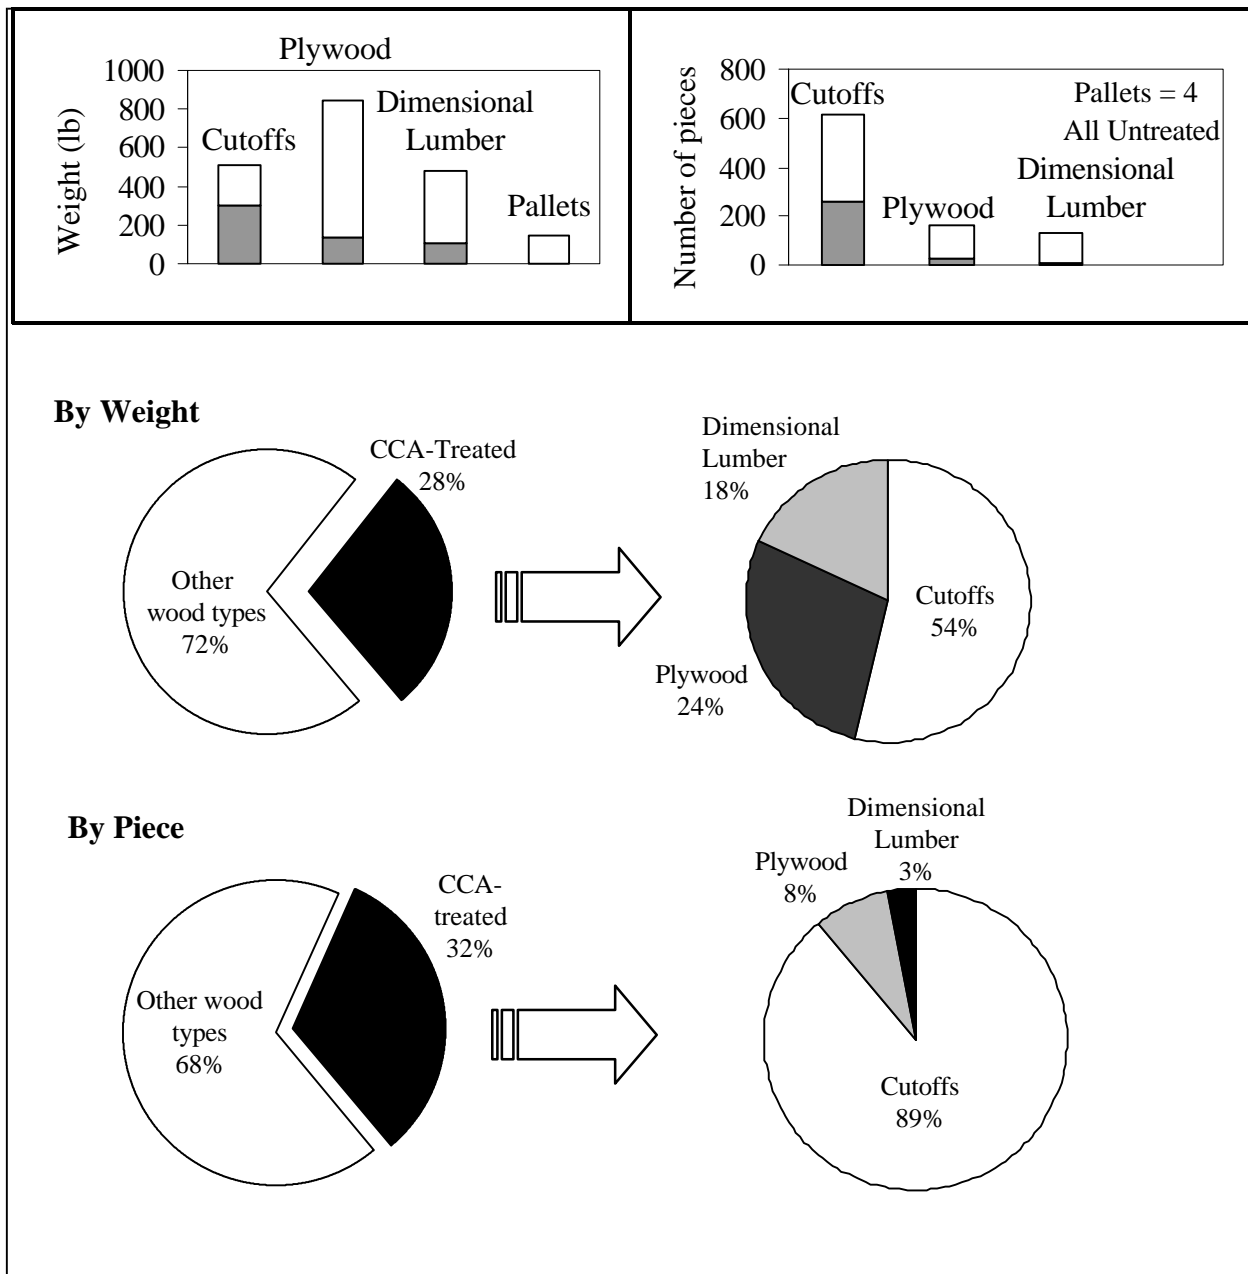 Plywood
1000
800
600
400
200
0
Weight (lb)
Cutoffs
Dimensional
Lumber
Pallets
800
600
400
200
0
Number of pieces
Cutoffs
Pallets = 4
All Untreated
Plywood
Dimensional
Lumber
By Weight
CCA-Treated
28%
Other
wood types
72%
Dimensional
Lumber
18%
Cutoffs
54%
Plywood
24%
By Piece
CCA-
treated
32%
Other wood
types
68%
Dimensional
Lumber
3%
Plywood
8%
Cutoffs
89%